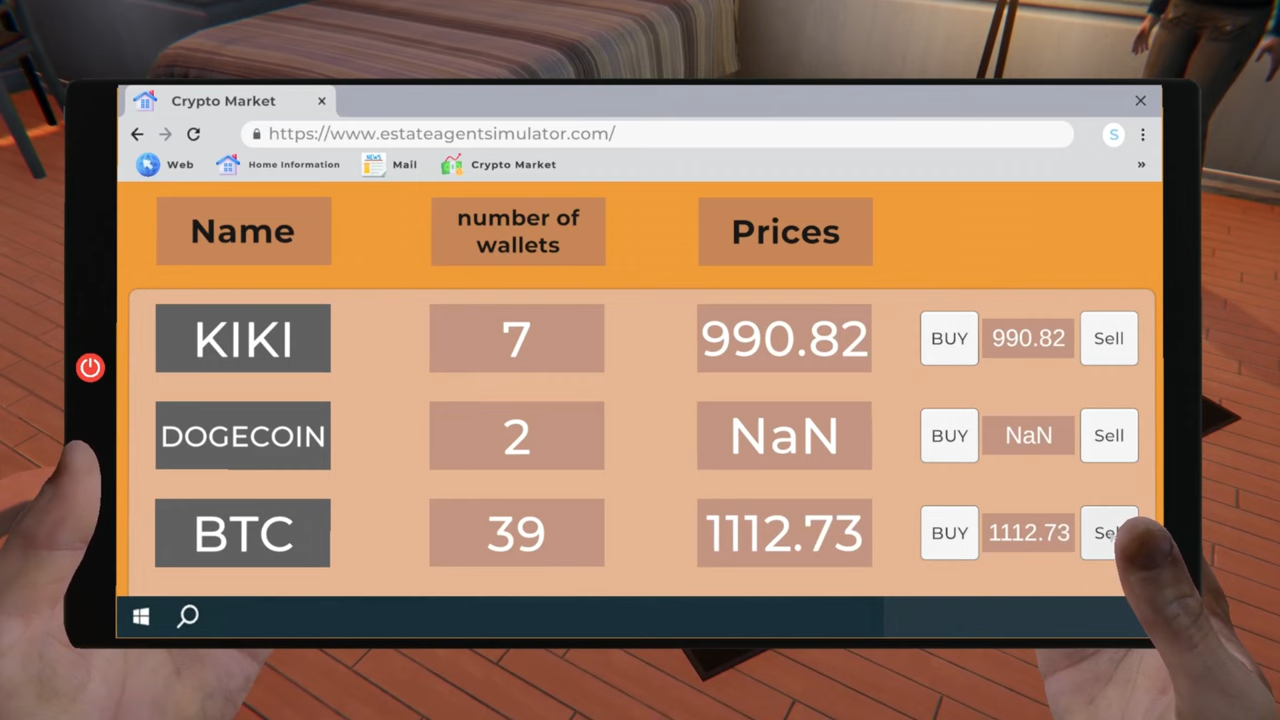 Crypto Market
https://www.estateagentsimulator.com/
S
Web
Home Information
NEWS
Mail
Crypto Market
Name
number of
wallets
Prices
KIKI
7
990.82
BUY
990.82
Sell
DOGECOIN
2
NaN
BUY
NaN
Sell
BTC
39
1112.73
BUY
1112.73